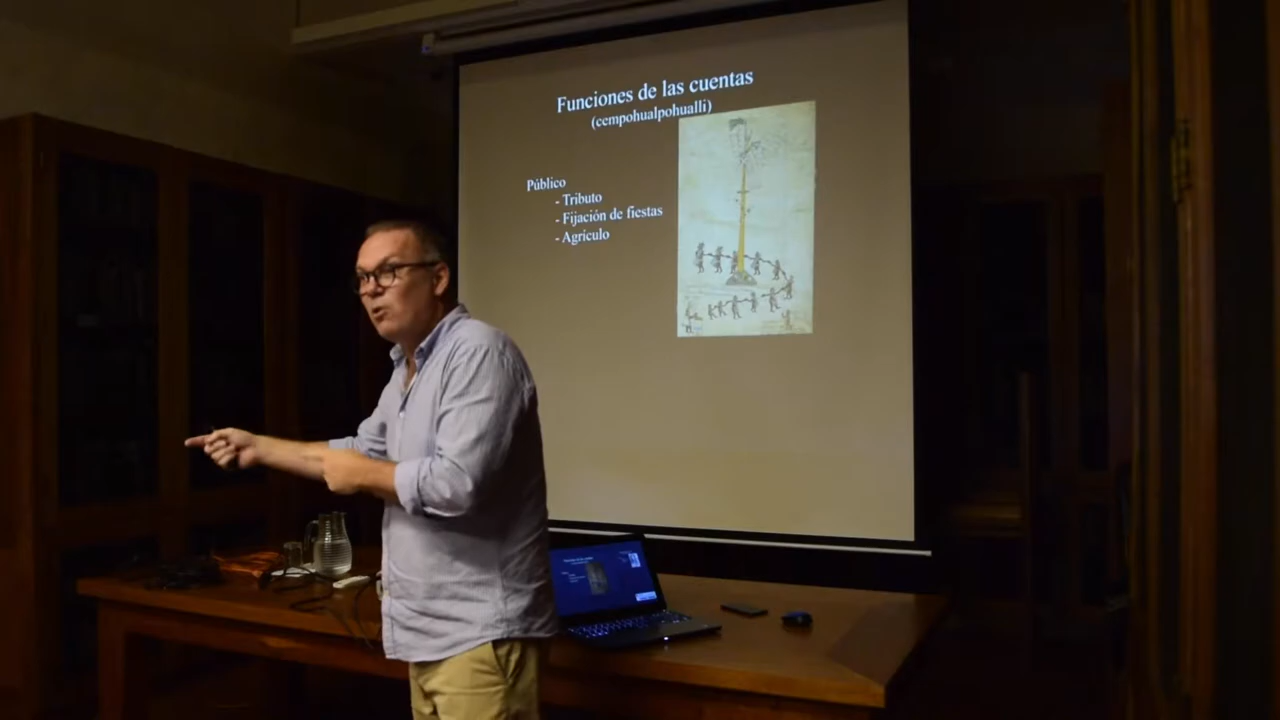 Funciones de las cuentas
(cempohualpohualli)
Público
- Tributo
- Fijación de fiestas
- Agrículo